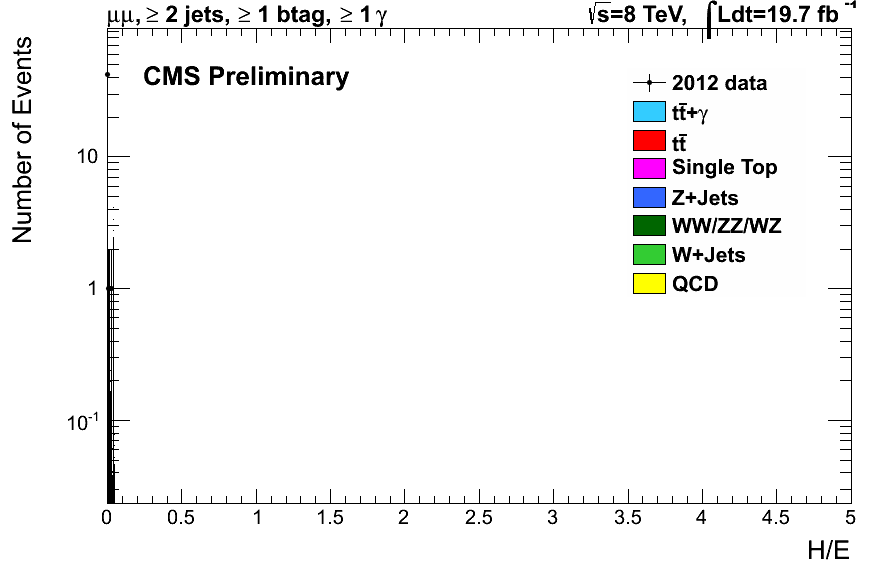 μμ, ≥ 2 jets, ≥ 1 btag, ≥ 1 γ
√s=8 TeV, ∫Ldt=19.7 fb⁻¹
CMS Preliminary
Number of Events
2012 data
tt̄+γ
tt̄
Single Top
Z+Jets
WW/ZZ/WZ
W+Jets
QCD
10
1
10⁻¹
0 0.5 1 1.5 2 2.5 3 3.5 4 4.5 5
H/E